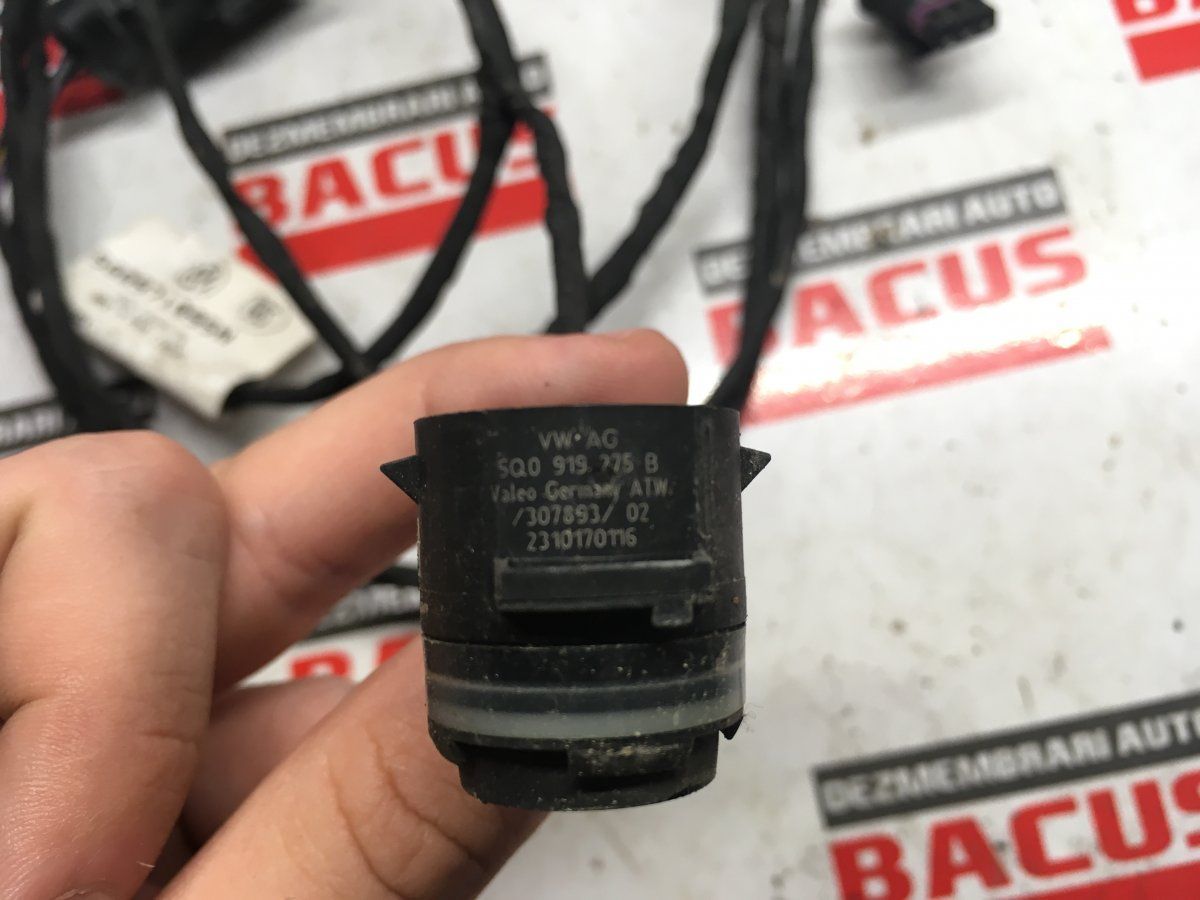 DEZMEMBRARI AUTO
BACUS
DEZMEMBRARI AUTO
BACUS
VW AG
5Q0 919 275 B
Valeo Germany ATW.
/307893/ 02
2310170116
DEZMEMBRARI AUTO
BACUS